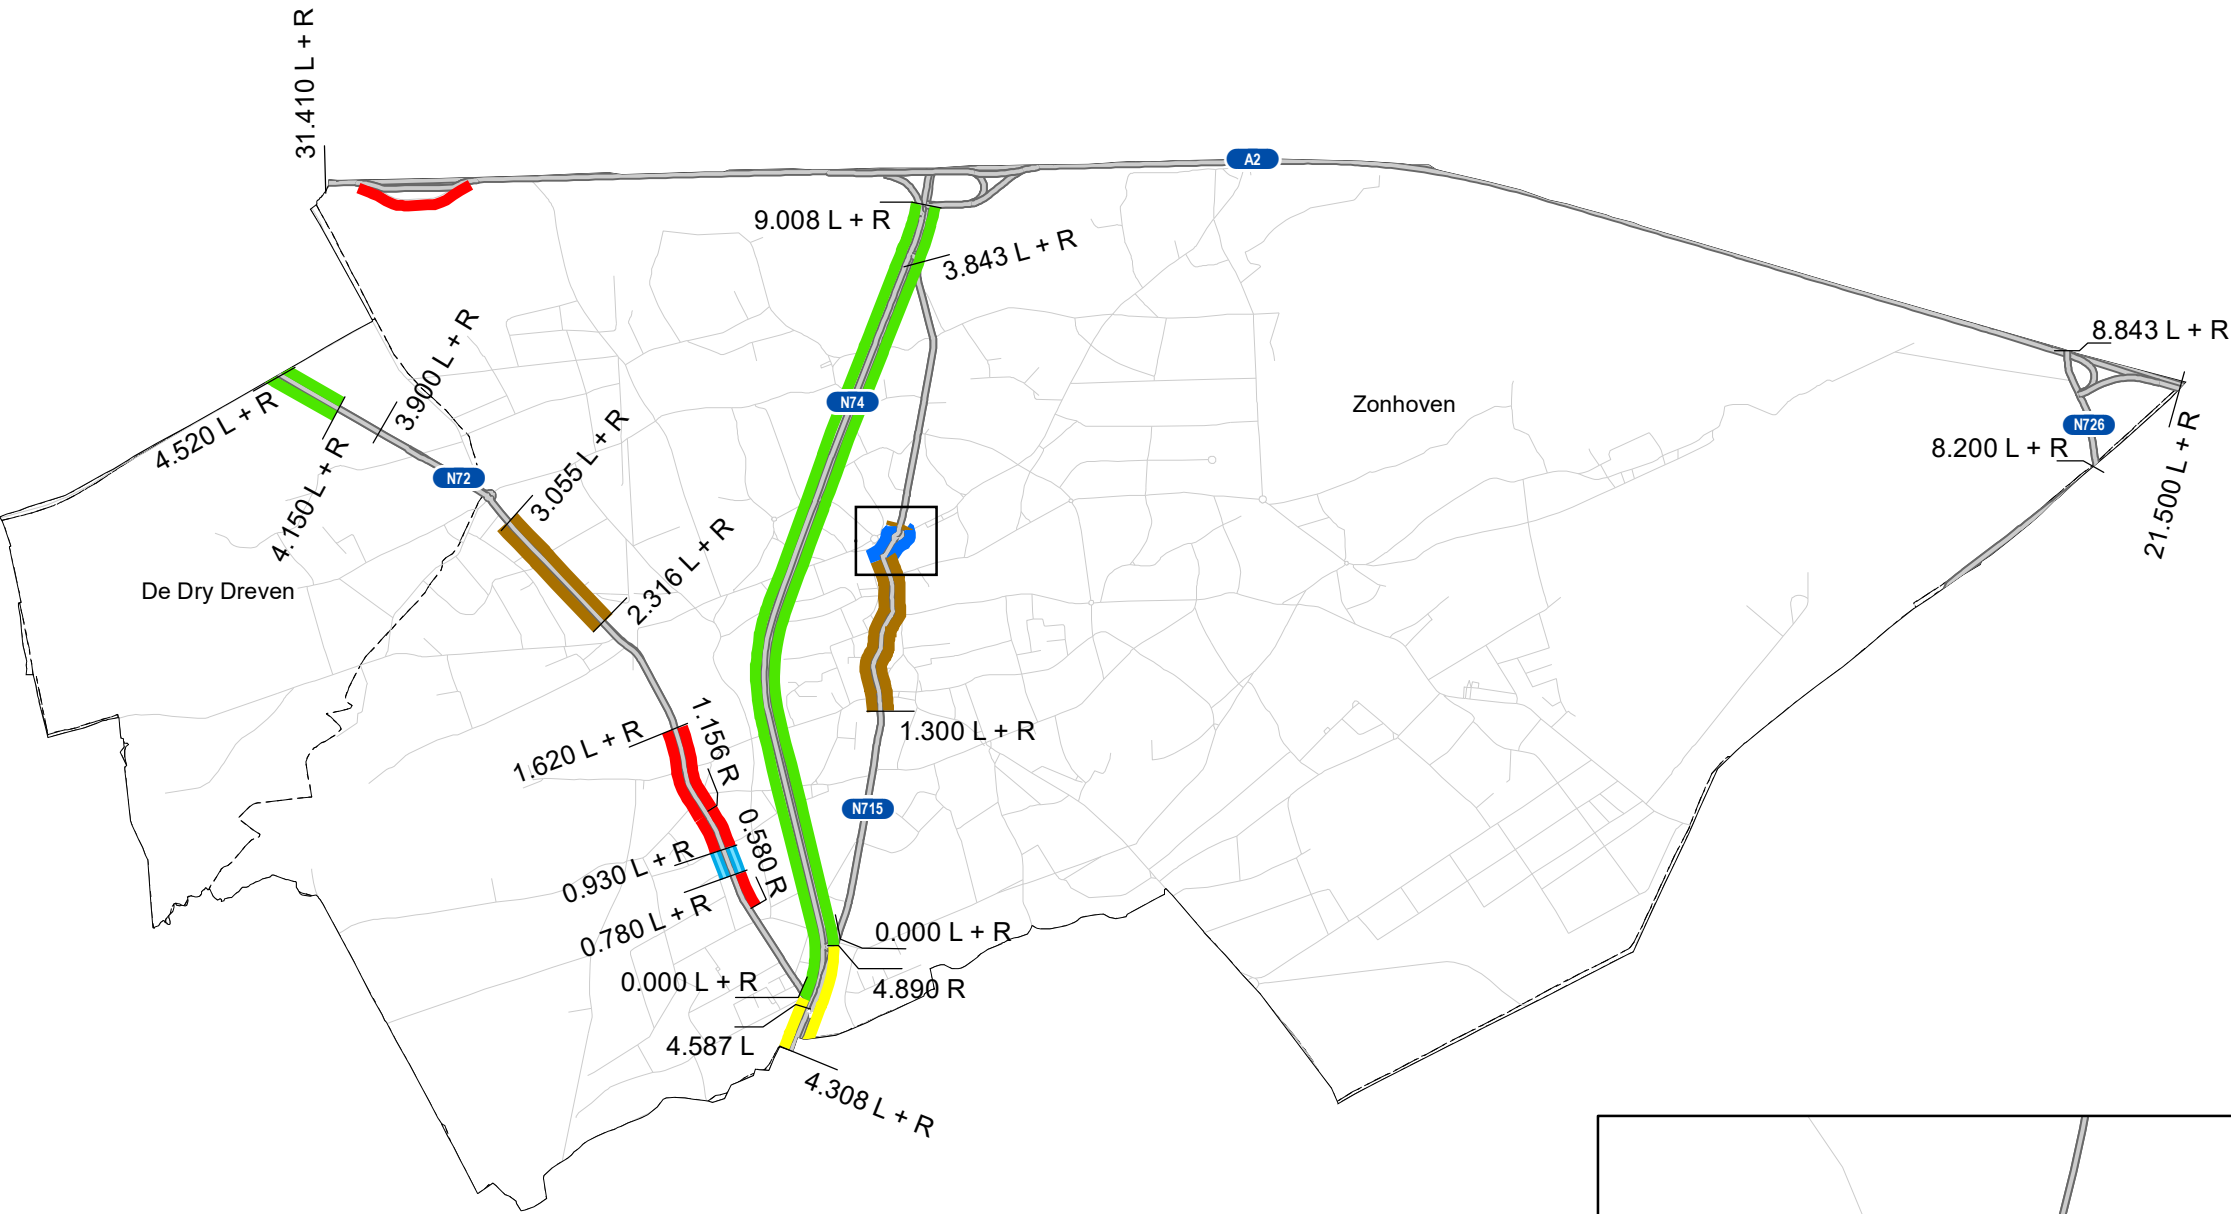 31.410 L + R
A2
9.008 L + R
3.843 L + R
8.843 L + R
3.900 L + R
4.520 L + R
N74
Zonhoven
N726
3.055 L + R
4.150 L + R
8.200 L + R
21.500 L + R
N72
2.316 L + R
De Dry Dreven
1.620 L + R
1.156 R
1.300 L + R
N715
0.580 R
0.930 L + R
0.780 L + R
0.000 L + R
0.000 L + R
4.890 R
4.587 L
4.308 L + R